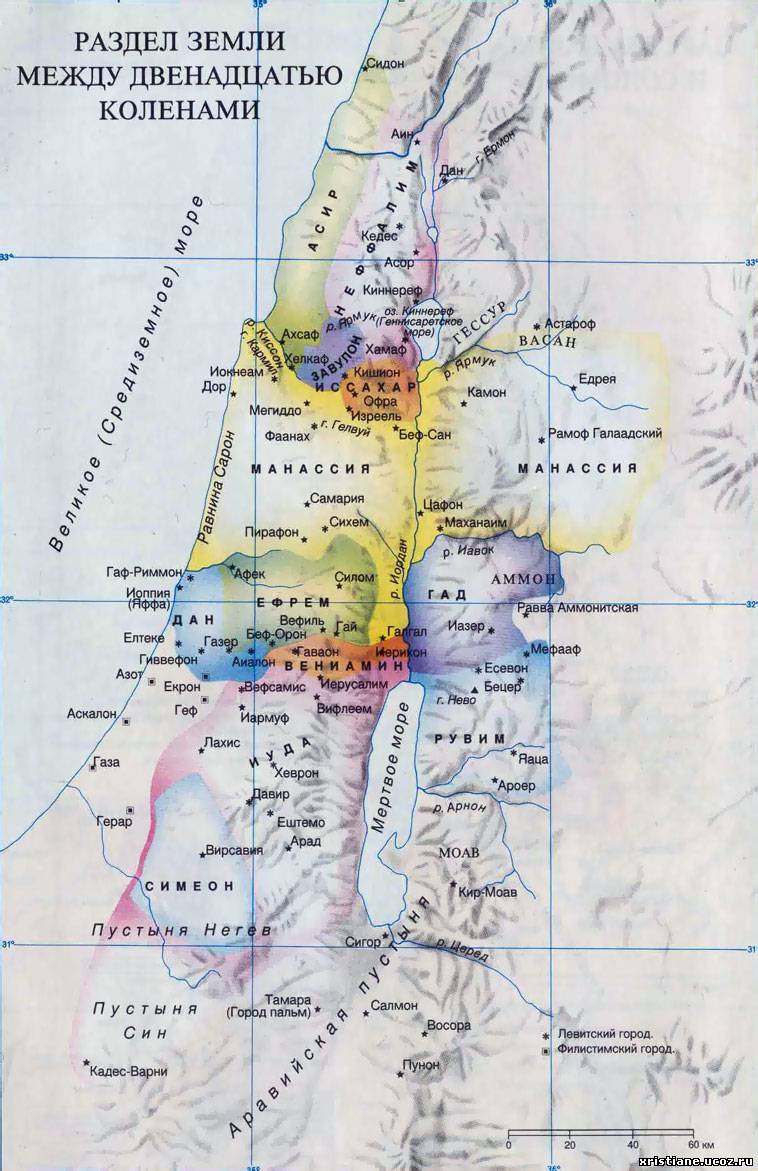 РАЗДЕЛ ЗЕМЛИ
МЕЖДУ ДВЕНАДЦАТЬЮ
КОЛЕНАМИ
35°
36°
Сидон
Аин
Дан
г. Ермон
АСИР
НЕФФАЛИМ
Кедес
33°
33°
Асор
Киннереф
оз. Киннереф
(Геннисаретское
море)
р. Ярмук
ГЕССУР
Астароф
ВАСАН
Великое (Средиземное) море
р. Киссон
г. Кармил
Ахсаф
Хелкаф
ЗАВУЛОН
Хамаф
р. Ярмук
Иокнеам
Кишион
ИССАХАР
Едрея
Дор
Офра
Камон
Мегиддо
Изреель
г. Гелвуй
Фаанах
Беф-Сан
Рамоф Галаадский
МАНАССИЯ
МАНАССИЯ
Равнина Сарон
Самария
Цафон
Сихем
Маханаим
Пирафон
р. Иордан
р. Иавок
Гаф-Риммон
Афек
Силом
АММОН
Иоппия
(Яффа)
32°
32°
ЕФРЕМ
ГАД
Равва Аммонитская
ДАН
Вефиль
Гай
Иазер
Елтеке
Газер
Беф-Орон
Галгал
Гиввефон
Аиалон
Гаваон
Иерихон
Мефааф
ВЕНИАМИН
Есевон
Азот
Екрон
Вефсамис
Иерусалим
Бецер
г. Нево
Геф
Иармуф
Вифлеем
Аскалон
Мертвое море
РУВИМ
Лахис
ИУДА
Яаца
Газа
Хеврон
Ароер
Давир
р. Арнон
Герар
Ештемо
Арад
МОАВ
Вирсавия
СИМЕОН
Кир-Моав
Пустыня Негев
31°
31°
Сигор
р. Церед
Пустыня
Син
Тамара
(Город пальм)
Салмон
Аравийская пустыня
Восора
Левитский город.
Филистимский город.
Кадес-Варни
Пунон
0 20 40 60 км
35°
36°
xristiane.ucoz.ru